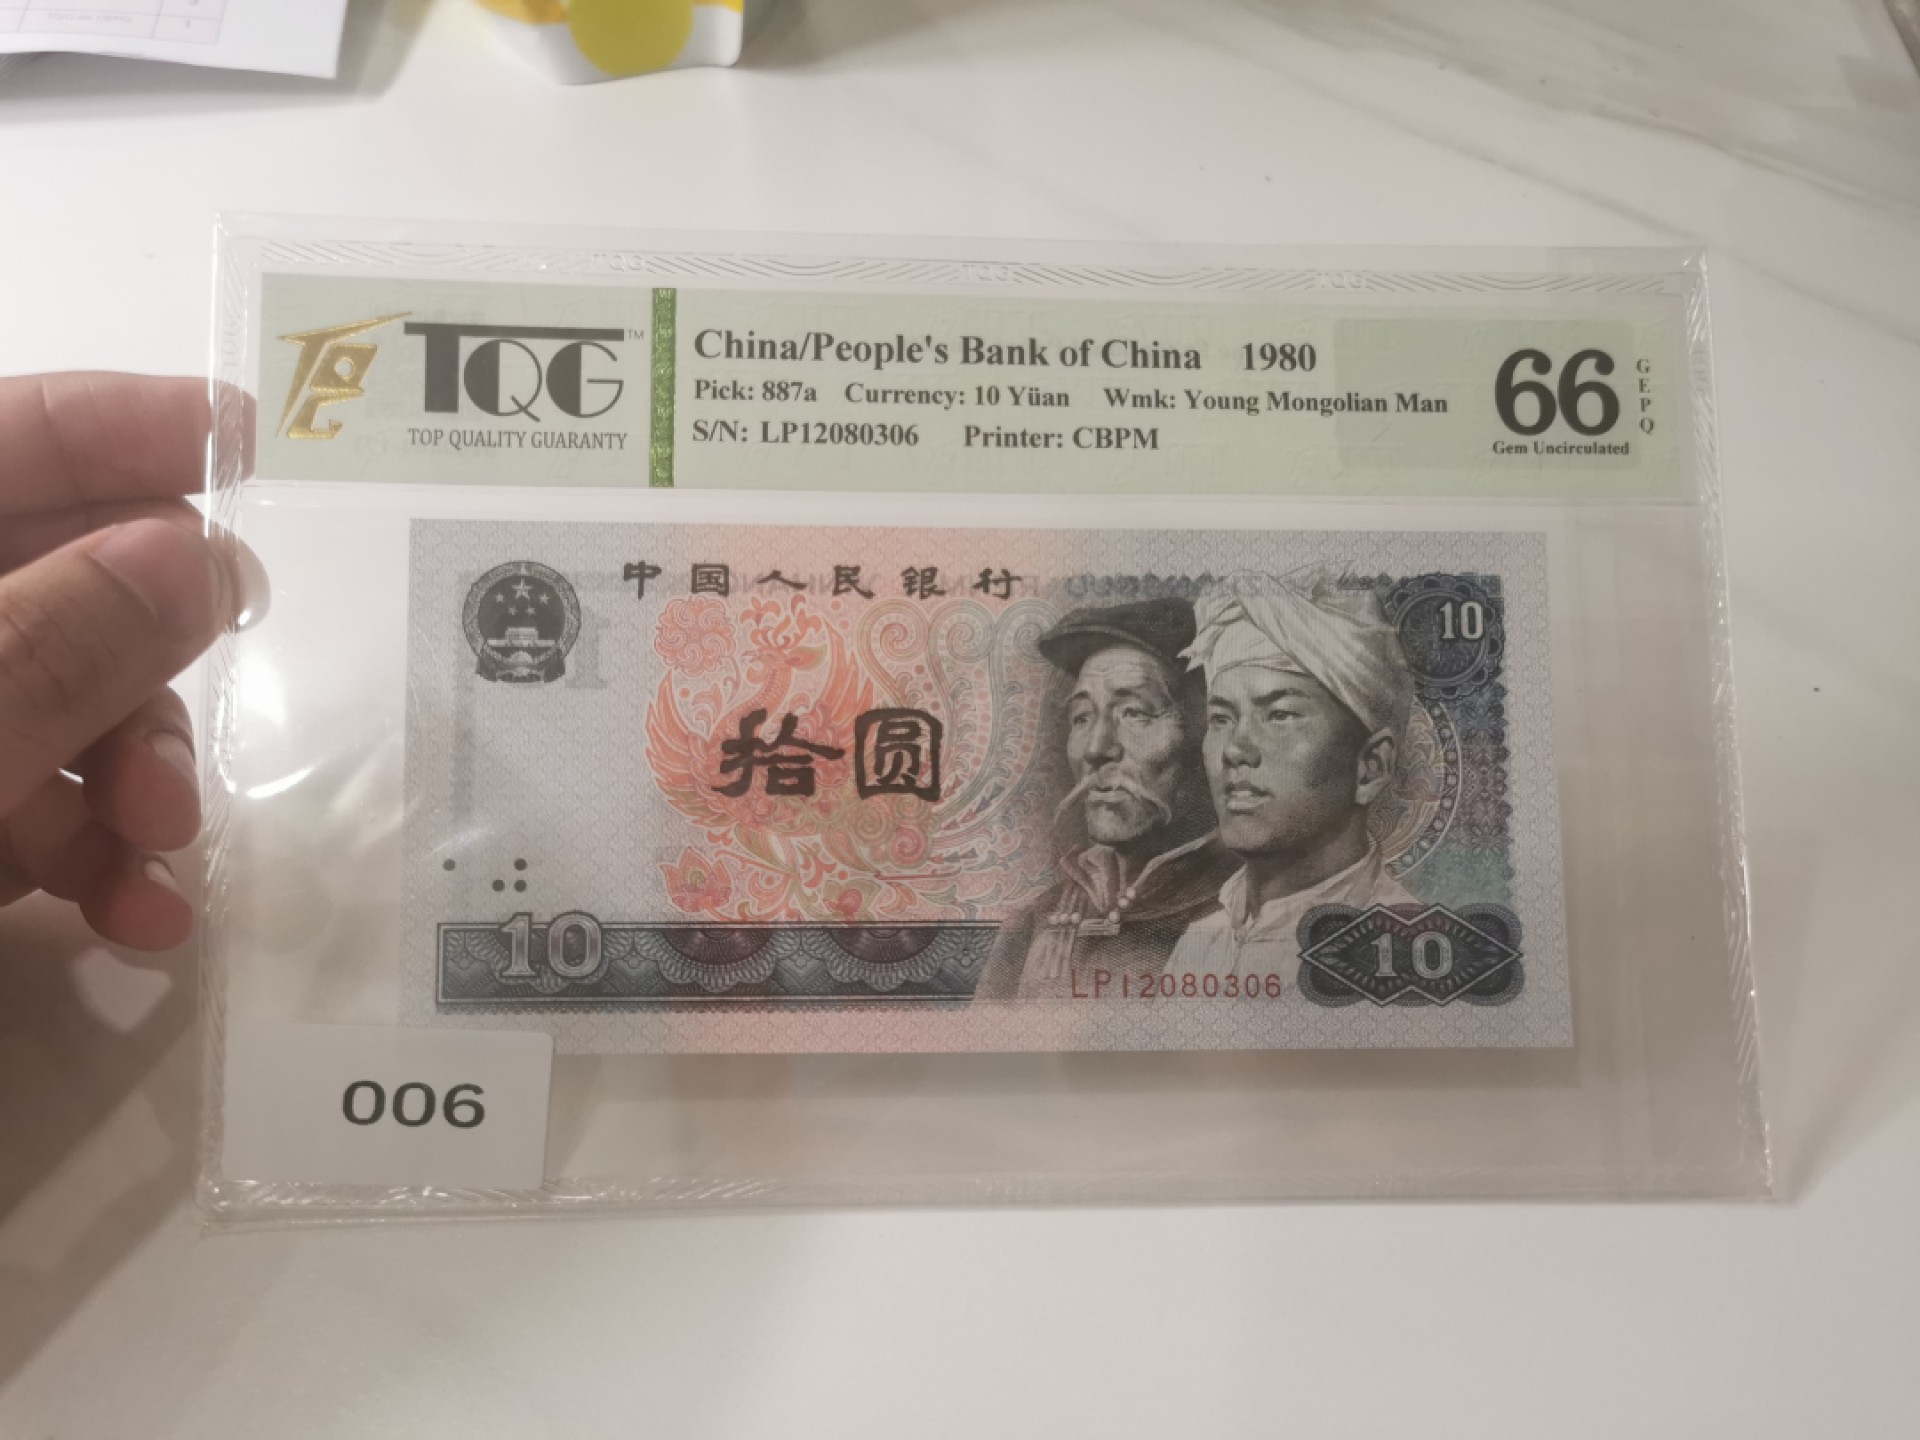 TQG™
TOP QUALITY GUARANTY
China/People's Bank of China 1980
Pick: 887a Currency: 10 Yüan Wmk: Young Mongolian Man
S/N: LP12080306 Printer: CBPM
66
GEPQ
Gem Uncirculated
中国人民银行
10
拾圆
10
LP12080306
10
006